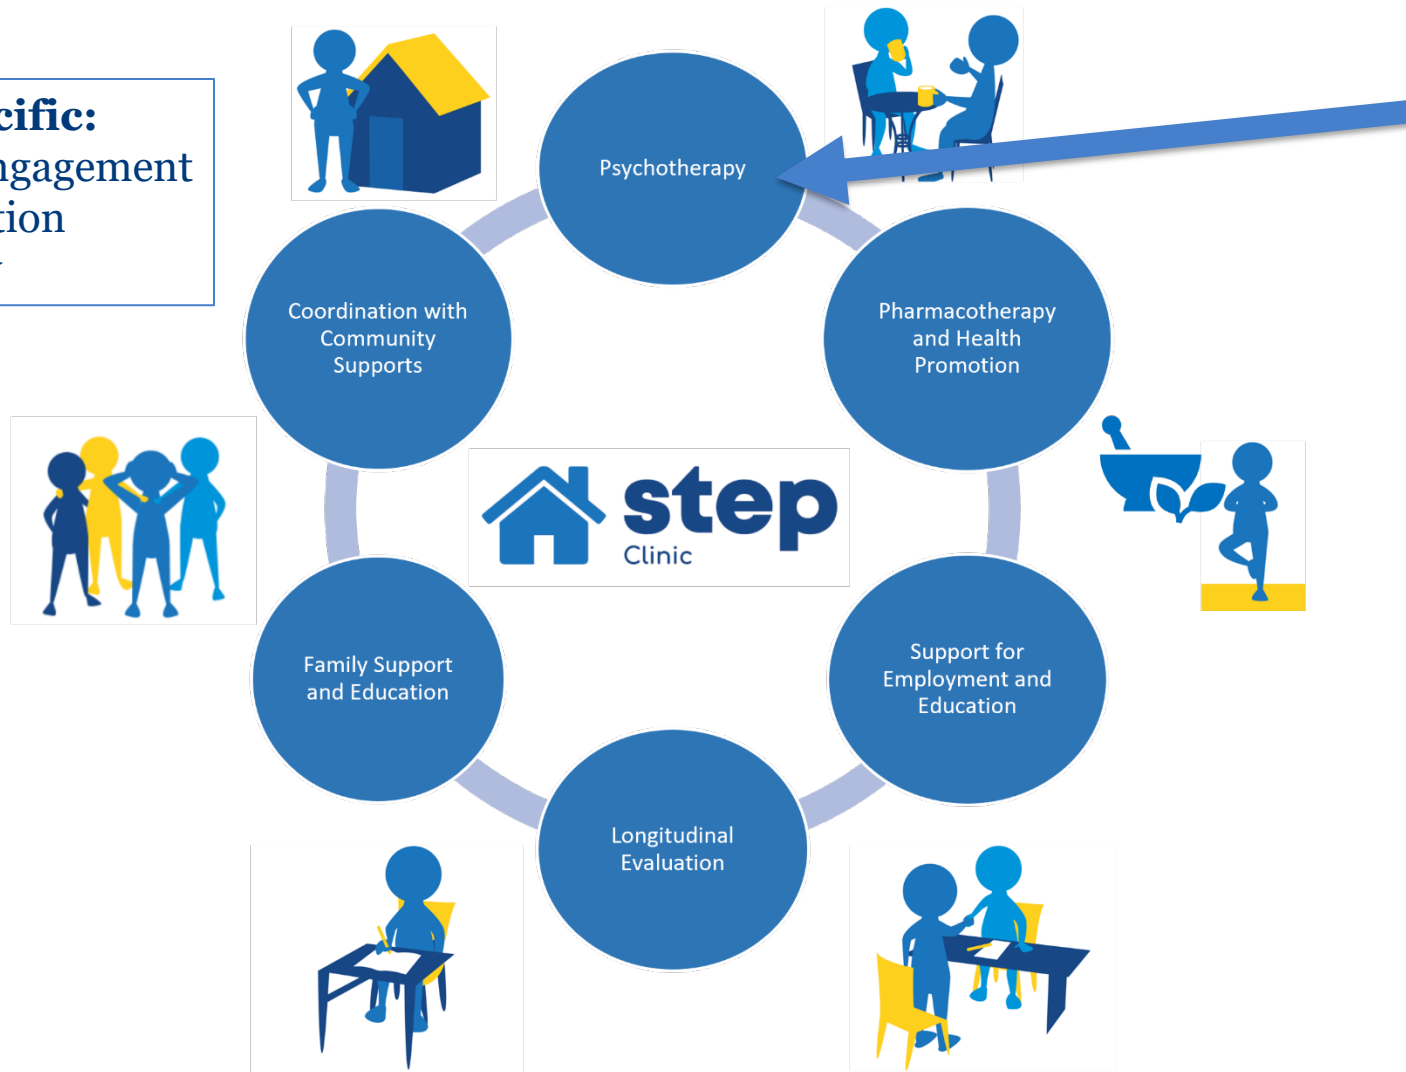 cific:
ngagement
tion
Psychotherapy
Coordination with
Community
Supports
Pharmacotherapy
and Health
Promotion
step
Clinic
Family Support
and Education
Support for
Employment and
Education
Longitudinal
Evaluation